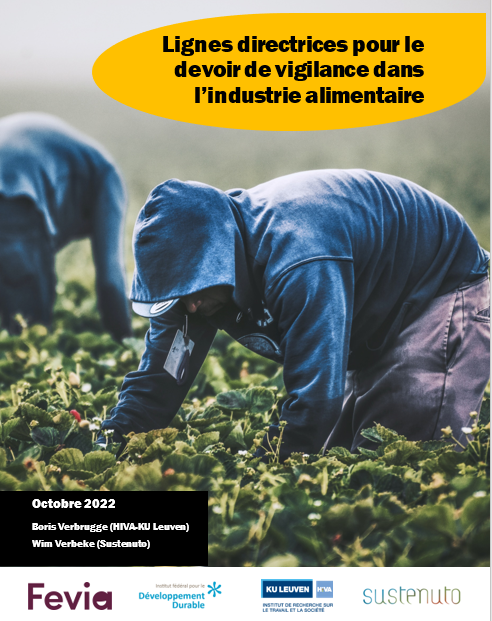 Lignes directrices pour le
devoir de vigilance dans
l'industrie alimentaire
Octobre 2022
Boris Verbrugge (HIVA-KU Leuven)
Wim Verbeke (Sustenuto)
Fevia
Institut fédéral pour le
Développement
Durable
KU LEUVEN HIVA
INSTITUT DE RECHERCHE SUR
LE TRAVAIL ET LA SOCIÉTÉ
sustenuto